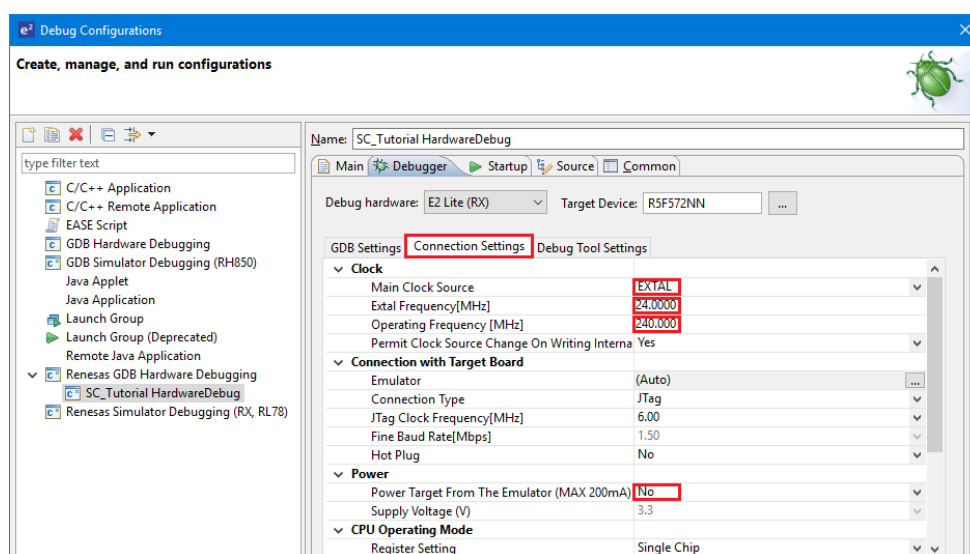 e² Debug Configurations
Create, manage, and run configurations
type filter text
C/C++ Application
C/C++ Remote Application
EASE Script
GDB Hardware Debugging
GDB Simulator Debugging (RH850)
Java Applet
Java Application
Launch Group
Launch Group (Deprecated)
Remote Java Application
Renesas GDB Hardware Debugging
SC_Tutorial HardwareDebug
Renesas Simulator Debugging (RX, RL78)
Name: SC_Tutorial HardwareDebug
Main Debugger Startup Source Common
Debug hardware: E2 Lite (RX) Target Device: R5F572NN ...
GDB Settings Connection Settings Debug Tool Settings
Clock
Main Clock Source EXTAL
Extal Frequency[MHz] 24.0000
Operating Frequency [MHz] 240.000
Permit Clock Source Change On Writing Interna Yes
Connection with Target Board
Emulator (Auto) ...
Connection Type JTag
JTag Clock Frequency[MHz] 6.00
Fine Baud Rate[Mbps] 1.50
Hot Plug No
Power
Power Target From The Emulator (MAX 200mA) No
Supply Voltage (V) 3.3
CPU Operating Mode
Register Setting Single Chip